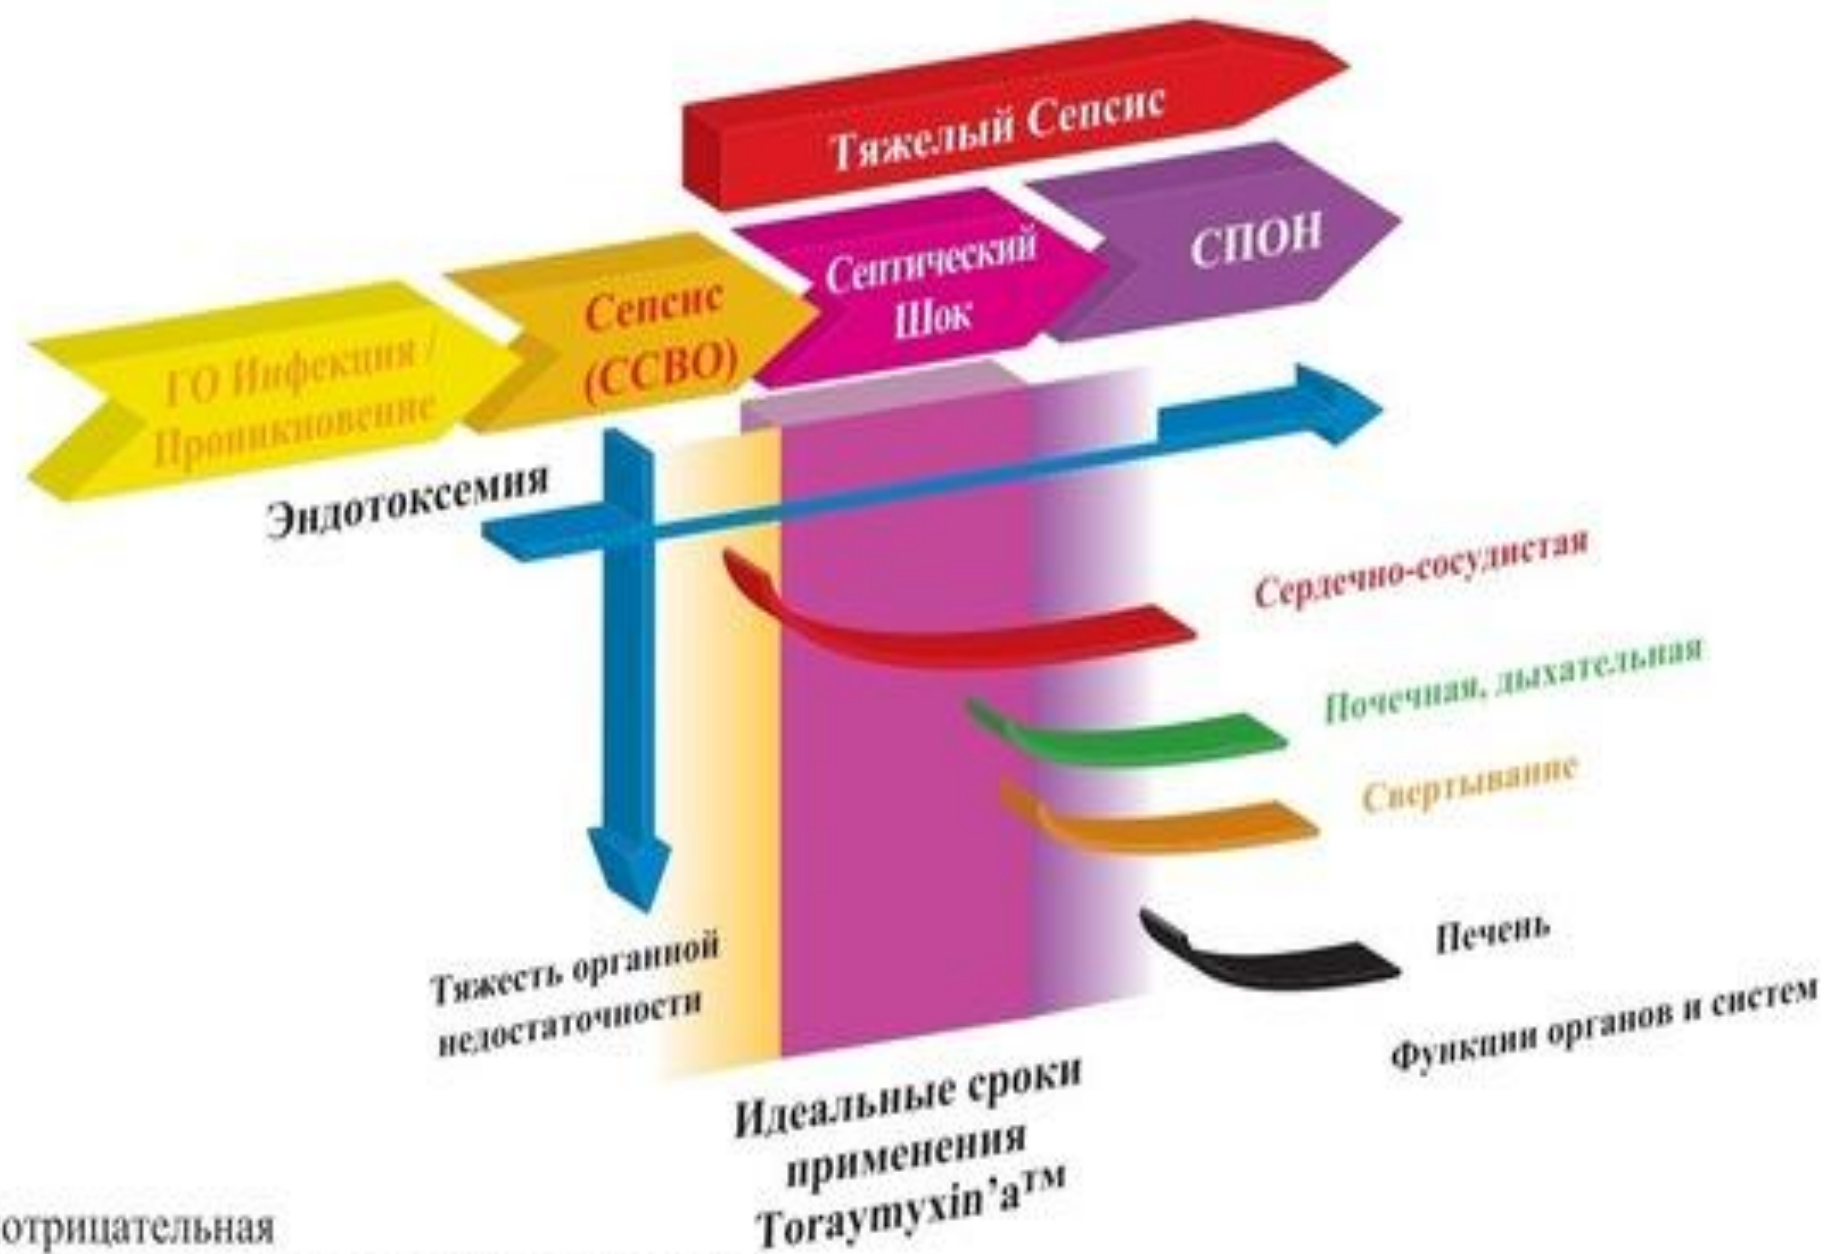 Тяжелый Сепсис
СПОН
Септический
Шок
Сепсис
(ССВО)
ГО Инфекция /
Проникновение
Эндотоксемия
Сердечно-сосудистая
Почечная, дыхательная
Свертывание
Печень
Функции органов и систем
Тяжесть органной
недостаточности
Идеальные сроки
применения
Toraymyxin’а™
отрицательная